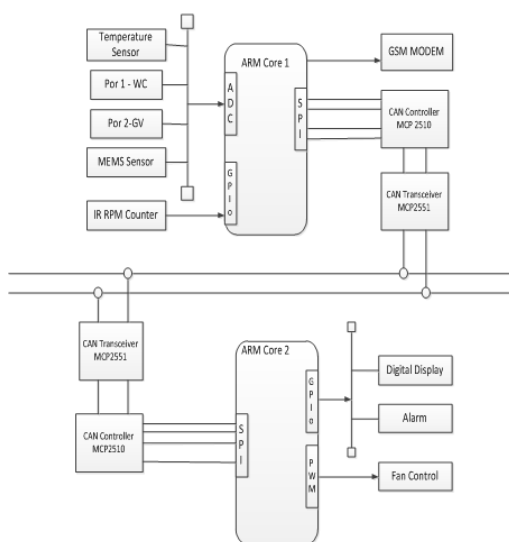 Temperature
Sensor
Por 1 - WC
Por 2-GV
MEMS Sensor
IR RPM Counter
ARM Core 1
A
D
C
G
P
I
o
S
P
I
GSM MODEM
CAN Controller
MCP 2510
CAN Transceiver
MCP2551
CAN Transceiver
MCP2551
CAN Controller
MCP2510
ARM Core 2
S
P
I
G
P
I
o
P
W
M
Digital Display
Alarm
Fan Control